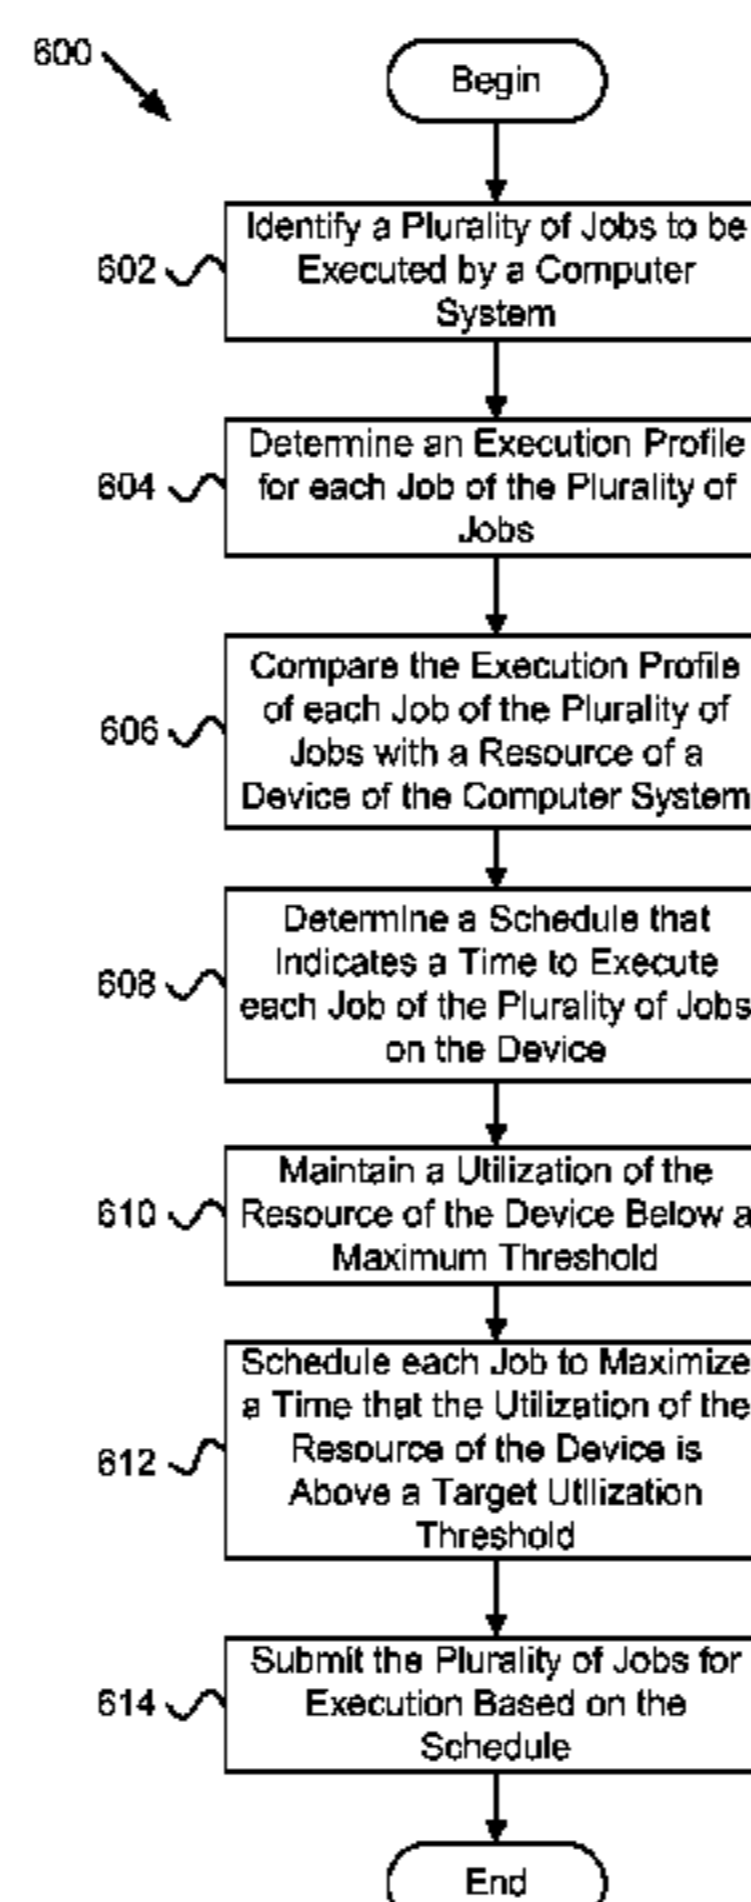 600
Begin
602
Identify a Plurality of Jobs to be
Executed by a Computer
System
604
Determine an Execution Profile
for each Job of the Plurality of
Jobs
606
Compare the Execution Profile
of each Job of the Plurality of
Jobs with a Resource of a
Device of the Computer System
608
Determine a Schedule that
Indicates a Time to Execute
each Job of the Plurality of Jobs
on the Device
610
Maintain a Utilization of the
Resource of the Device Below a
Maximum Threshold
612
Schedule each Job to Maximize
a Time that the Utilization of the
Resource of the Device is
Above a Target Utilization
Threshold
614
Submit the Plurality of Jobs for
Execution Based on the
Schedule
End